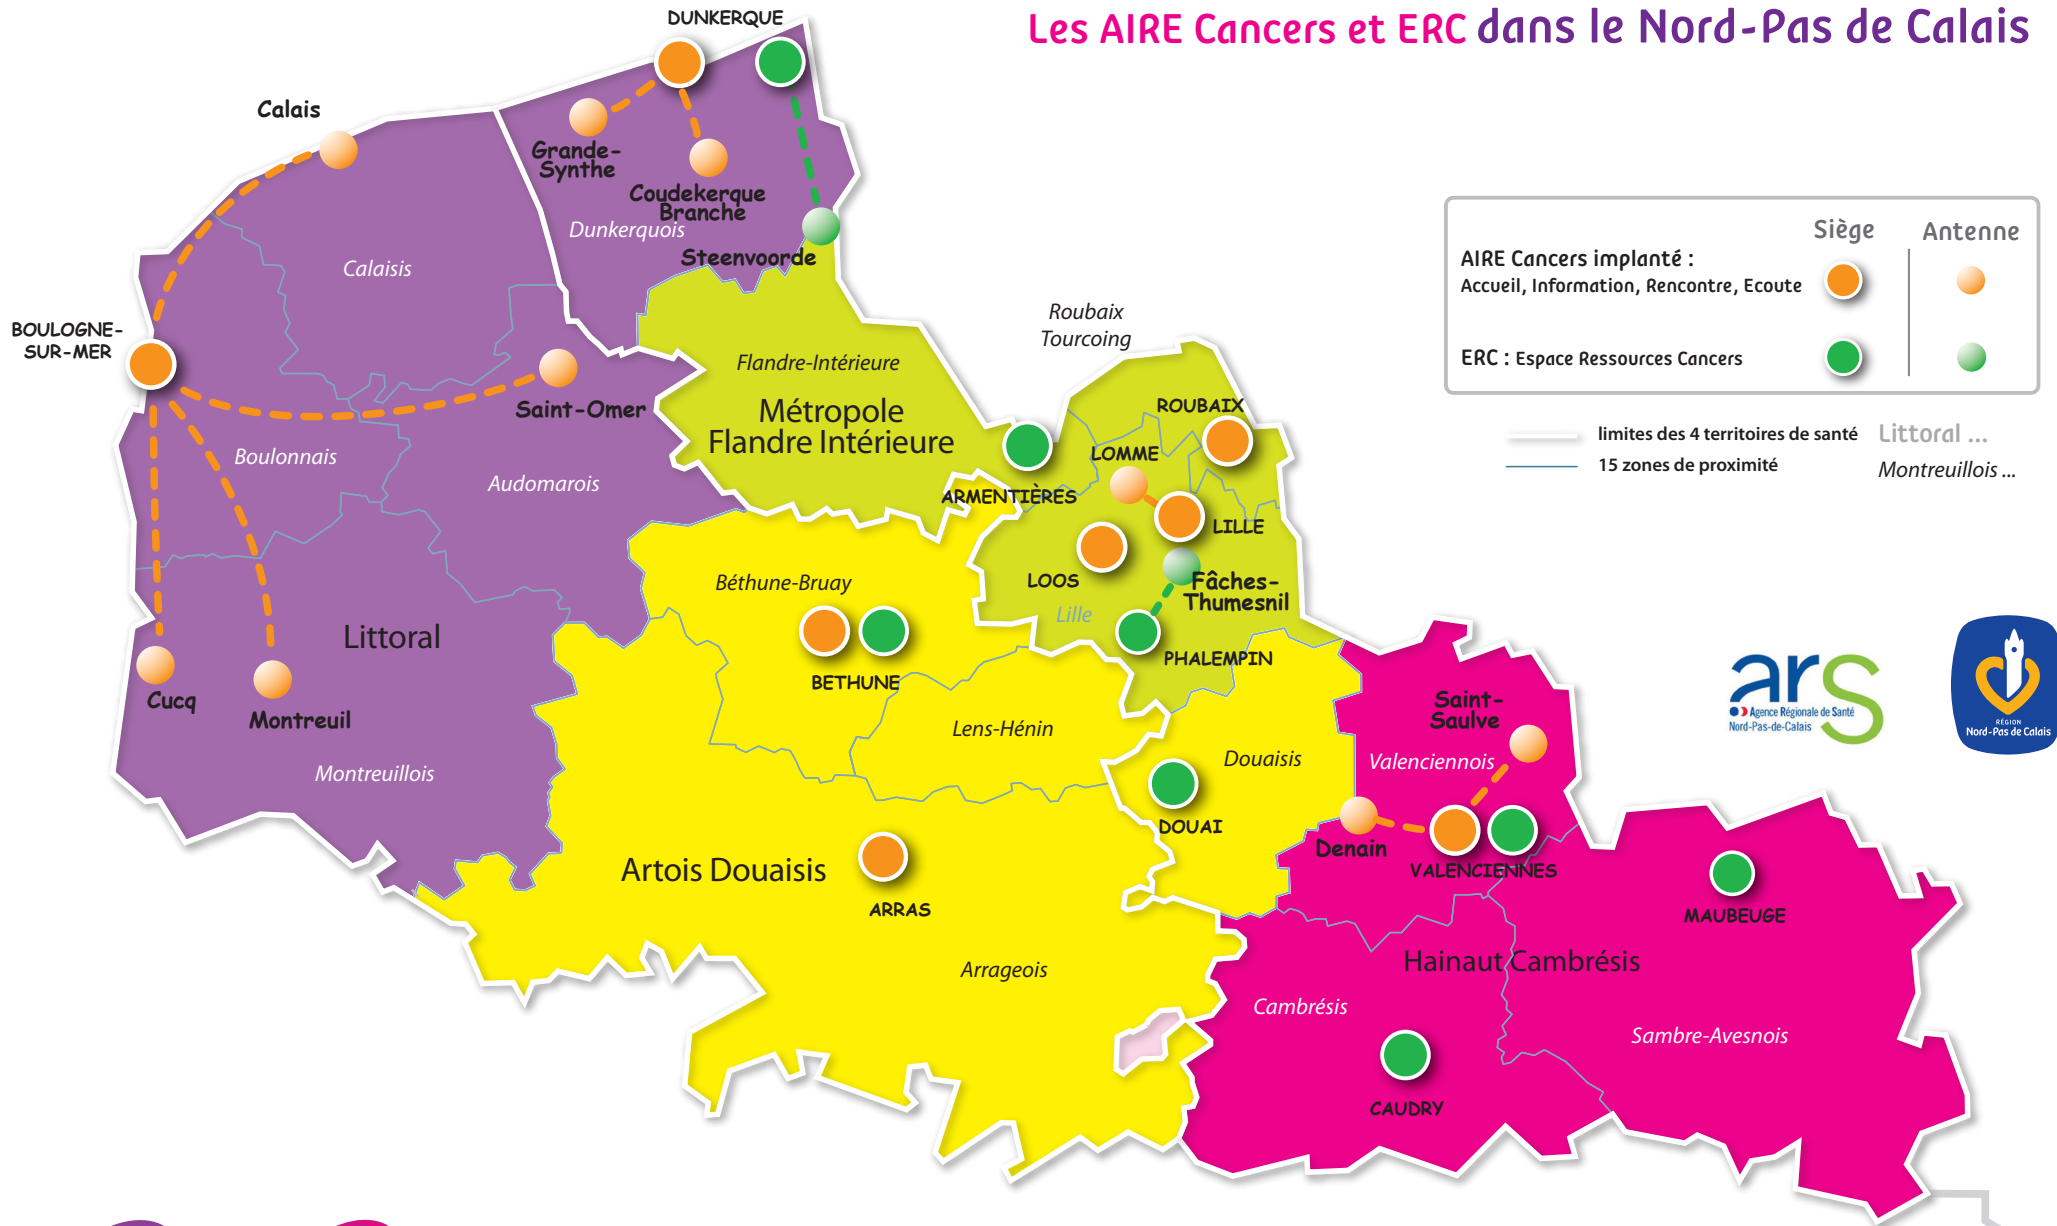 Les AIRE Cancers et ERC dans le Nord-Pas de Calais
DUNKERQUE
Calais
Grande-
Synthe
Coudekerque
Branche
Dunkerquois
Steenvoorde
Calaisis
BOULOGNE-
SUR-MER
Saint-Omer
Boulonnais
Audomarois
Littoral
Cucq
Montreuil
Montreuillois
Flandre-Intérieure
Métropole
Flandre Intérieure
Roubaix
Tourcoing
ROUBAIX
LOMME
ARMENTIÈRES
LILLE
LOOS
Fâches-
Thumesnil
Lille
PHALEMPIN
Béthune-Bruay
BETHUNE
Lens-Hénin
Douaisis
DOUAI
Artois Douaisis
ARRAS
Arrageois
Saint-
Saulve
Valenciennois
Denain
VALENCIENNES
MAUBEUGE
Hainaut Cambrésis
Cambrésis
Sambre-Avesnois
CAUDRY
Siège
Antenne
AIRE Cancers implanté :
Accueil, Information, Rencontre, Ecoute
ERC : Espace Ressources Cancers
limites des 4 territoires de santé
Littoral ...
15 zones de proximité
Montreuillois ...
ars
Agence Régionale de Santé
Nord-Pas-de-Calais
RÉGION
Nord-Pas de Calais